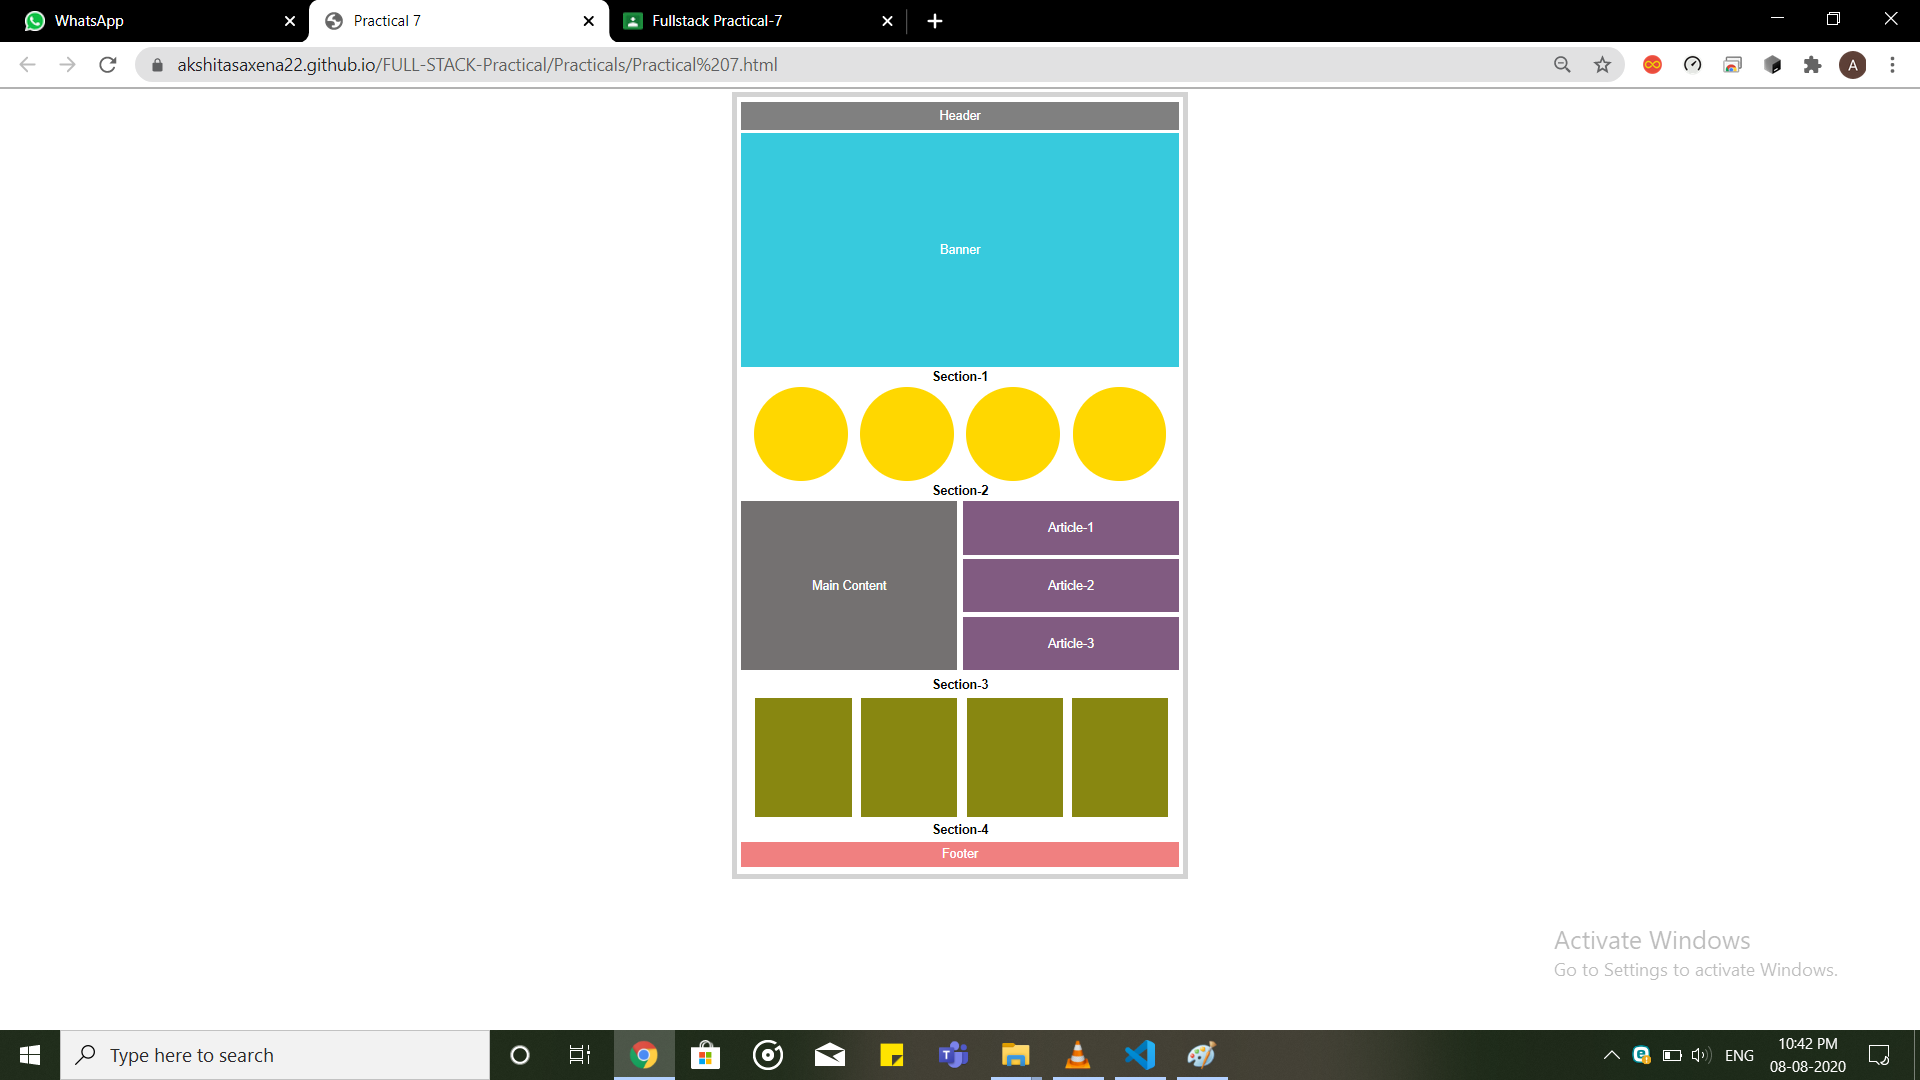 WhatsApp
Practical 7
Fullstack Practical-7
akshitasaxena22.github.io/FULL-STACK-Practical/Practicals/Practical%207.html
A
Header
Banner
Section-1
Section-2
Main Content
Article-1
Article-2
Article-3
Section-3
Section-4
Footer
Activate Windows
Go to Settings to activate Windows.
Type here to search
ENG
10:42 PM
08-08-2020